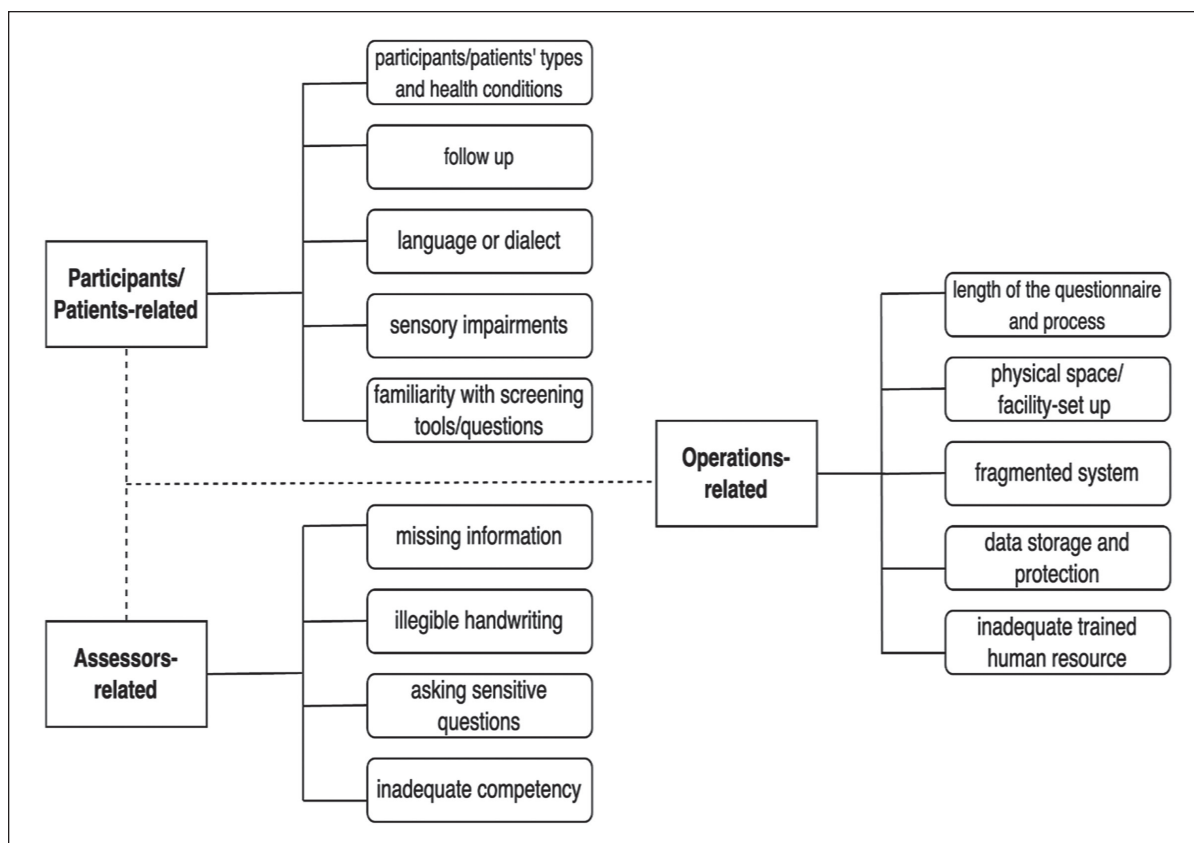 participants/patients' types
and health conditions
follow up
language or dialect
sensory impairments
familiarity with screening
tools/questions
Participants/
Patients-related
missing information
illegible handwriting
asking sensitive
questions
inadequate competency
Assessors-
related
Operations-
related
length of the questionnaire
and process
physical space/
facility-set up
fragmented system
data storage and
protection
inadequate trained
human resource